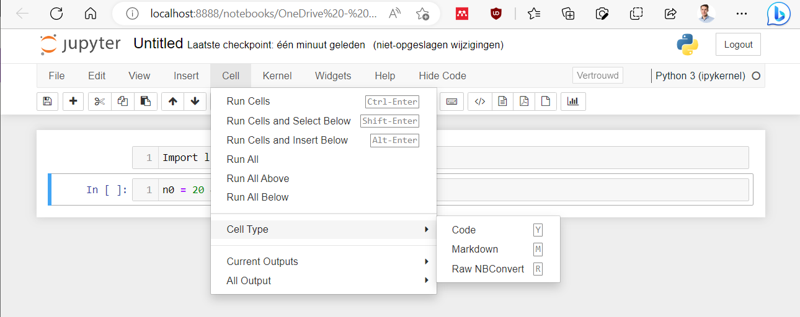 localhost:8888/notebooks/OneDrive%20-%20...
jupyter Untitled Laatste checkpoint: één minuut geleden (niet-opgeslagen wijzigingen) Logout
File Edit View Insert Cell Kernel Widgets Help Hide Code Vertrouwd Python 3 (ipykernel)
Run Cells Ctrl-Enter
Run Cells and Select Below Shift-Enter
Run Cells and Insert Below Alt-Enter
Run All
Run All Above
Run All Below
Cell Type
Current Outputs
All Output
Code Y
Markdown M
Raw NBConvert R
1 Import l
In [ ]: 1 n0 = 20